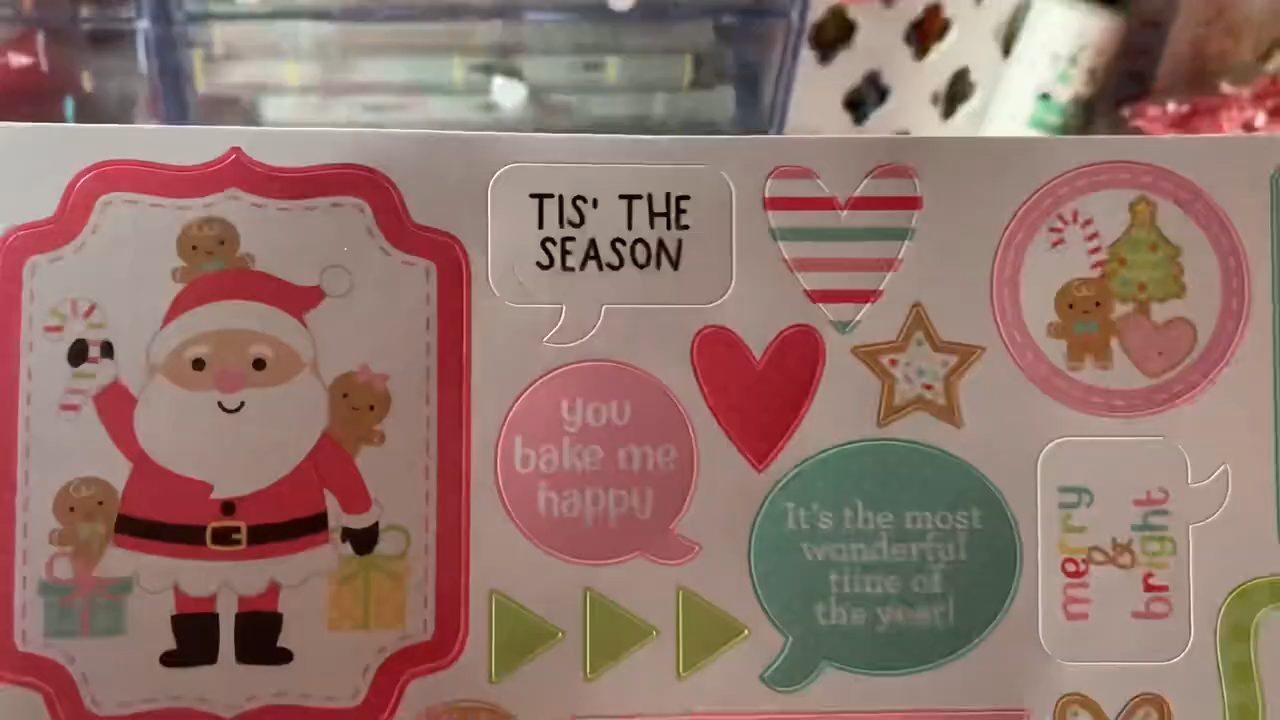 TIS' THE
SEASON
you
bake me
happy
It's the most
wonderful
time of
the year!
merry
&
bright